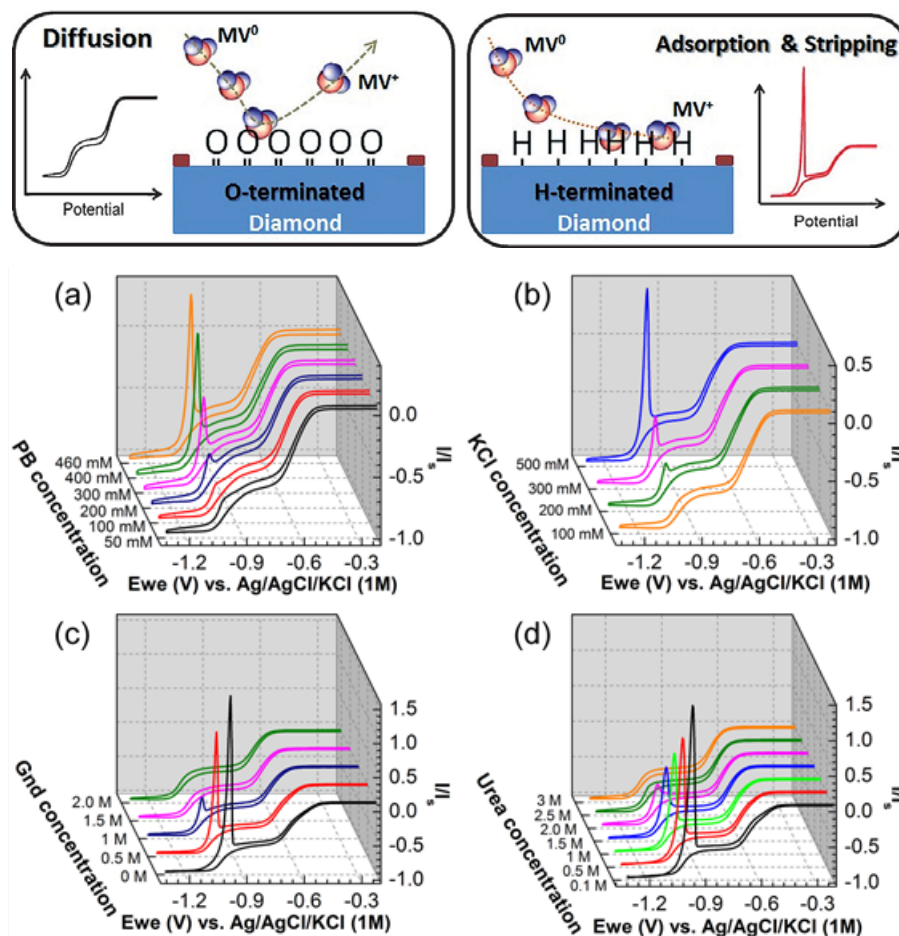 Diffusion
MV⁰
MV⁺
O O O O O O
O-terminated
Diamond
Potential
MV⁰
Adsorption & Stripping
MV⁺
H H H H H H
H-terminated
Diamond
Potential
(a)
PB concentration
460 mM
400 mM
300 mM
200 mM
100 mM
50 mM
0.0
-0.5
-1.0
I/Iₛ
-1.2 -0.9 -0.6 -0.3
Ewe (V) vs. Ag/AgCl/KCl (1M)
(b)
KCl concentration
500 mM
300 mM
200 mM
100 mM
0.5
0.0
-0.5
-1.0
I/Iₛ
-1.2 -0.9 -0.6 -0.3
Ewe (V) vs. Ag/AgCl/KCl (1M)
(c)
Gnd concentration
2.0 M
1.5 M
1 M
0.5 M
0 M
1.5
1.0
0.5
0.0
-0.5
-1.0
I/Iₛ
-1.2 -0.9 -0.6 -0.3
Ewe (V) vs. Ag/AgCl/KCl (1M)
(d)
Urea concentration
3 M
2.5 M
2.0 M
1.5 M
1 M
0.5 M
0.1 M
1.5
1.0
0.5
0.0
-0.5
-1.0
I/Iₛ
-1.2 -0.9 -0.6 -0.3
Ewe (V) vs. Ag/AgCl/KCl (1M)